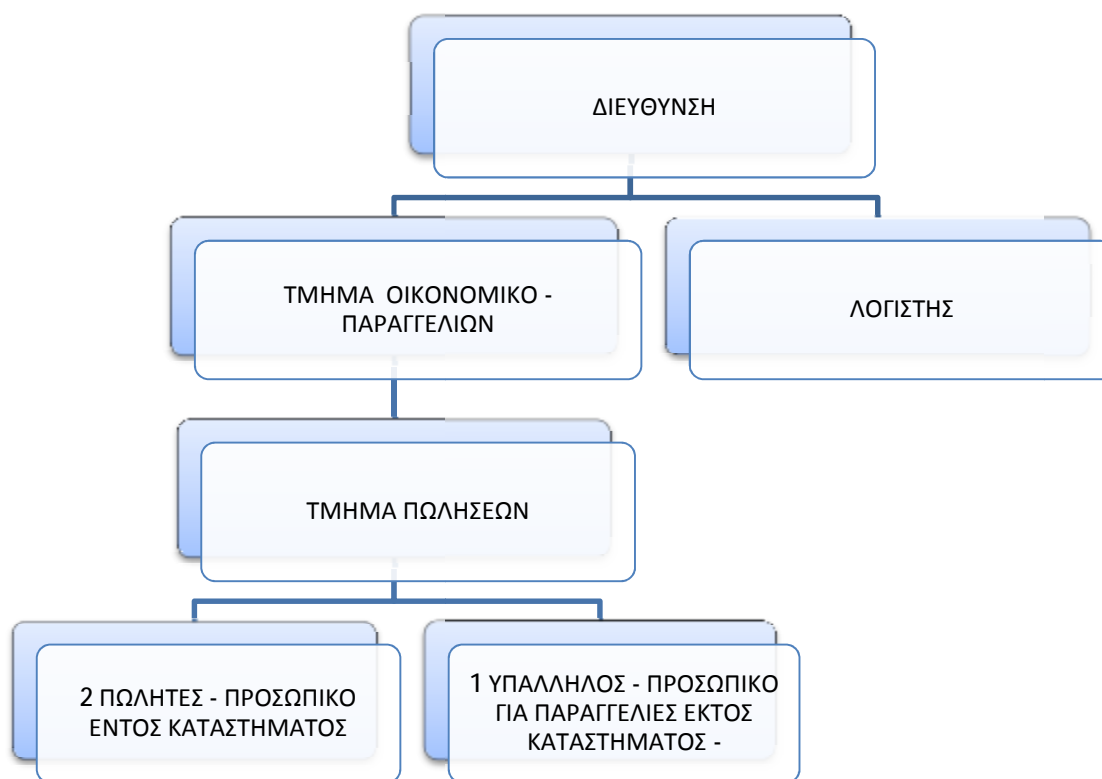 ΔΙΕΥΘΥΝΣΗ
ΤΜΗΜΑ ΟΙΚΟΝΟΜΙΚΟ -
ΠΑΡΑΓΓΕΛΙΩΝ
ΛΟΓΙΣΤΗΣ
ΤΜΗΜΑ ΠΩΛΗΣΕΩΝ
2 ΠΩΛΗΤΕΣ - ΠΡΟΣΩΠΙΚΟ
ΕΝΤΟΣ ΚΑΤΑΣΤΗΜΑΤΟΣ
1 ΥΠΑΛΛΗΛΟΣ - ΠΡΟΣΩΠΙΚΟ
ΓΙΑ ΠΑΡΑΓΓΕΛΙΕΣ ΕΚΤΟΣ
ΚΑΤΑΣΤΗΜΑΤΟΣ -